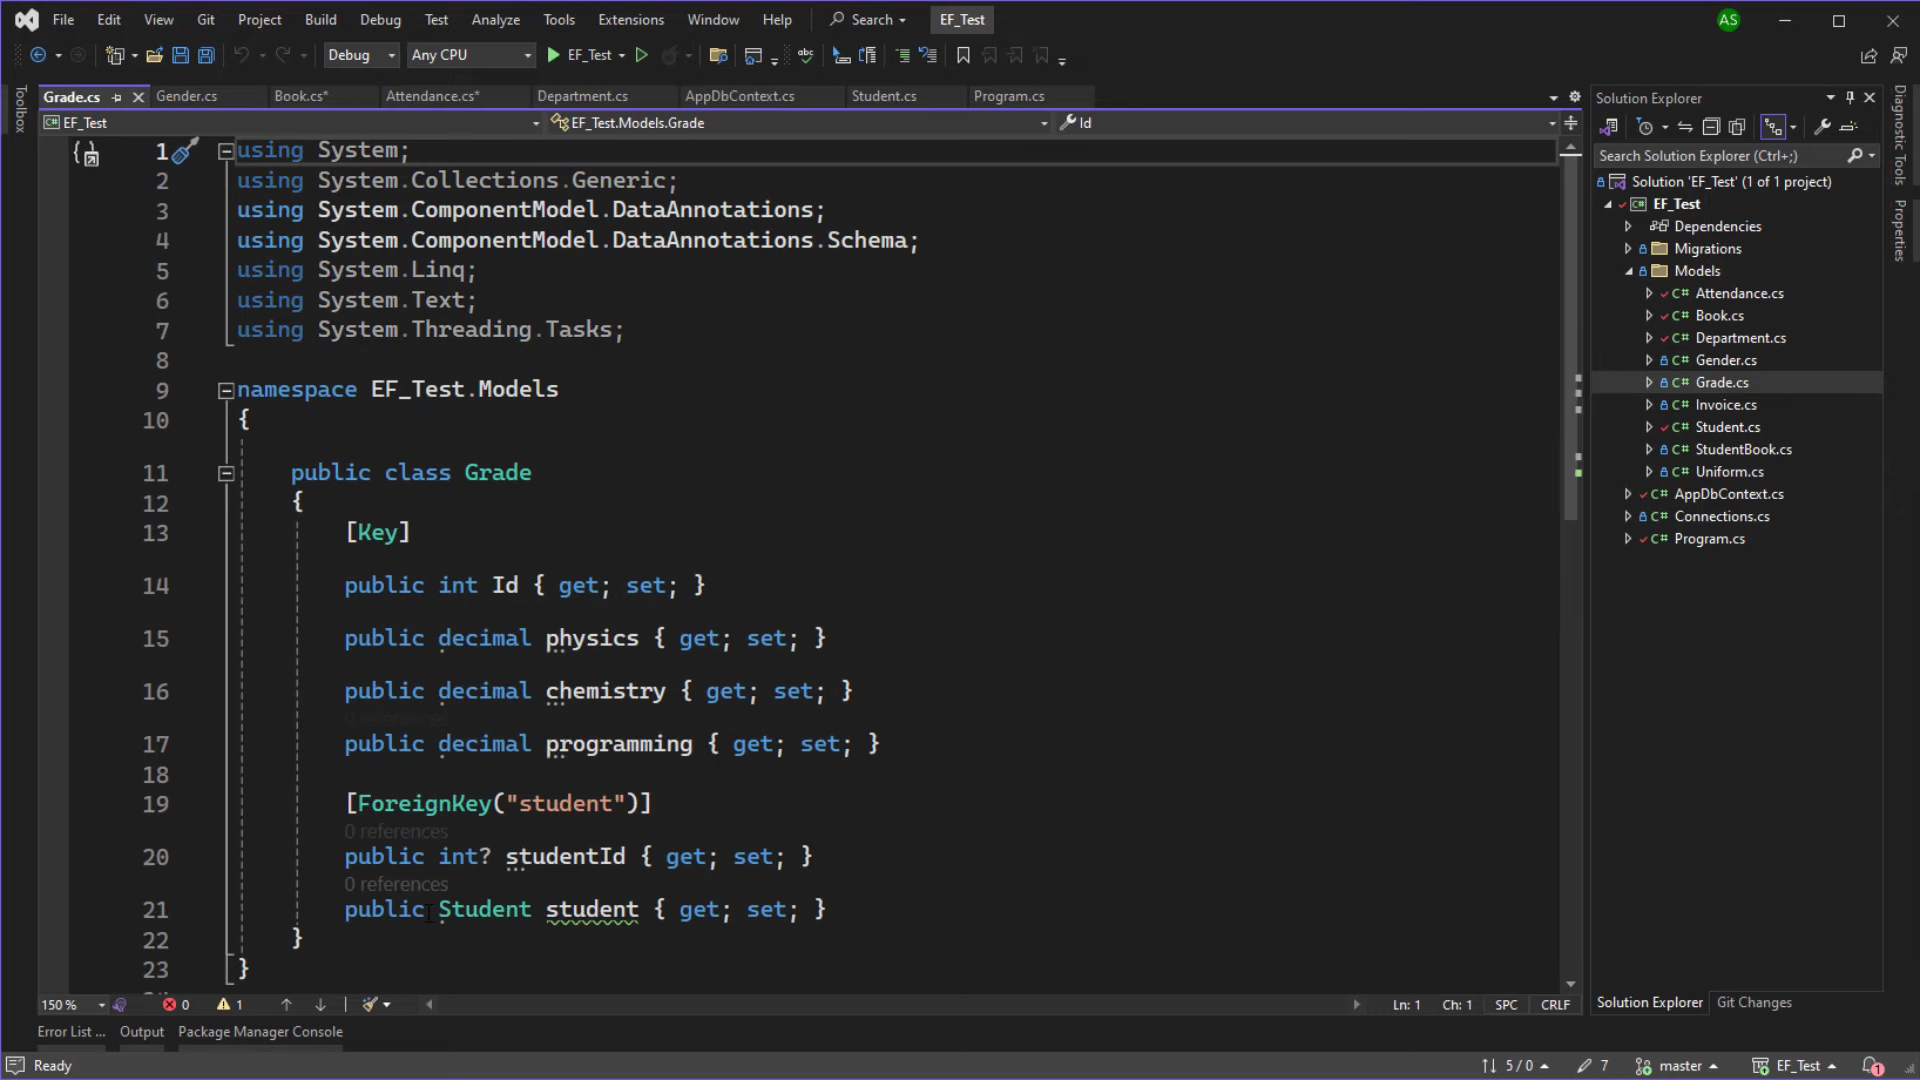 File Edit View Git Project Build Debug Test Analyze Tools Extensions Window Help Search EF_Test AS
Debug Any CPU EF_Test
Toolbox
Grade.cs Gender.cs Book.cs* Attendance.cs* Department.cs AppDbContext.cs Student.cs Program.cs
EF_Test EF_Test.Models.Grade Id
1 using System;
2 using System.Collections.Generic;
3 using System.ComponentModel.DataAnnotations;
4 using System.ComponentModel.DataAnnotations.Schema;
5 using System.Linq;
6 using System.Text;
7 using System.Threading.Tasks;
8
9 namespace EF_Test.Models
10 {
11 public class Grade
12 {
13 [Key]
14 public int Id { get; set; }
15 public decimal physics { get; set; }
16 public decimal chemistry { get; set; }
0 references
17 public decimal programming { get; set; }
18
19 [ForeignKey("student")]
0 references
20 public int? studentId { get; set; }
0 references
21 public Student student { get; set; }
22 }
23 }
150 % 0 1 Ln: 1 Ch: 1 SPC CRLF
Error List ... Output Package Manager Console
Solution Explorer
Search Solution Explorer (Ctrl+;)
Solution 'EF_Test' (1 of 1 project)
C# EF_Test
Dependencies
Migrations
Models
C# Attendance.cs
C# Book.cs
C# Department.cs
C# Gender.cs
C# Grade.cs
C# Invoice.cs
C# Student.cs
C# StudentBook.cs
C# Uniform.cs
C# AppDbContext.cs
C# Connections.cs
C# Program.cs
Solution Explorer Git Changes
Diagnostic Tools
Properties
Ready 5 / 0 7 master EF_Test 1